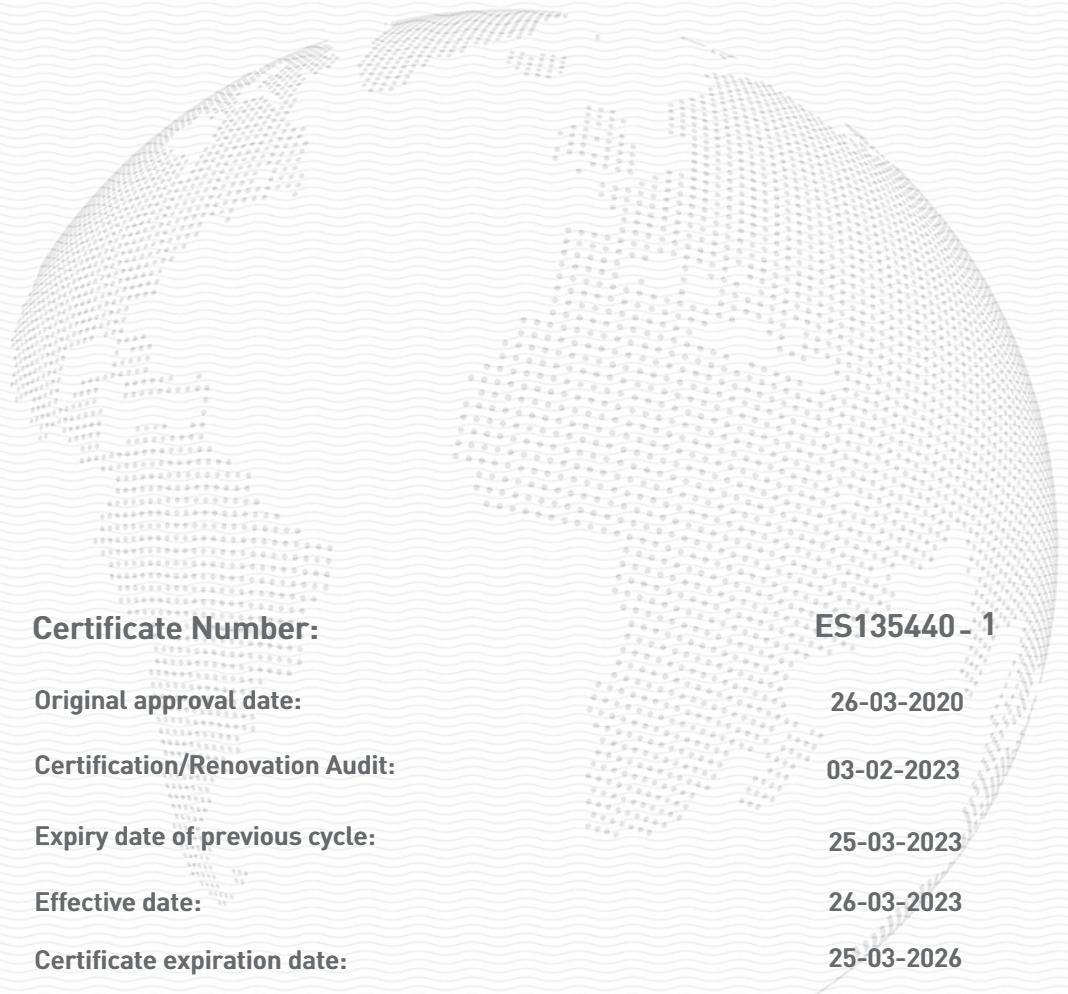 Certificate Number: ES135440- 1
Original approval date: 26-03-2020
Certification/Renovation Audit: 03-02-2023
Expiry date of previous cycle: 25-03-2023
Effective date: 26-03-2023
Certificate expiration date: 25-03-2026